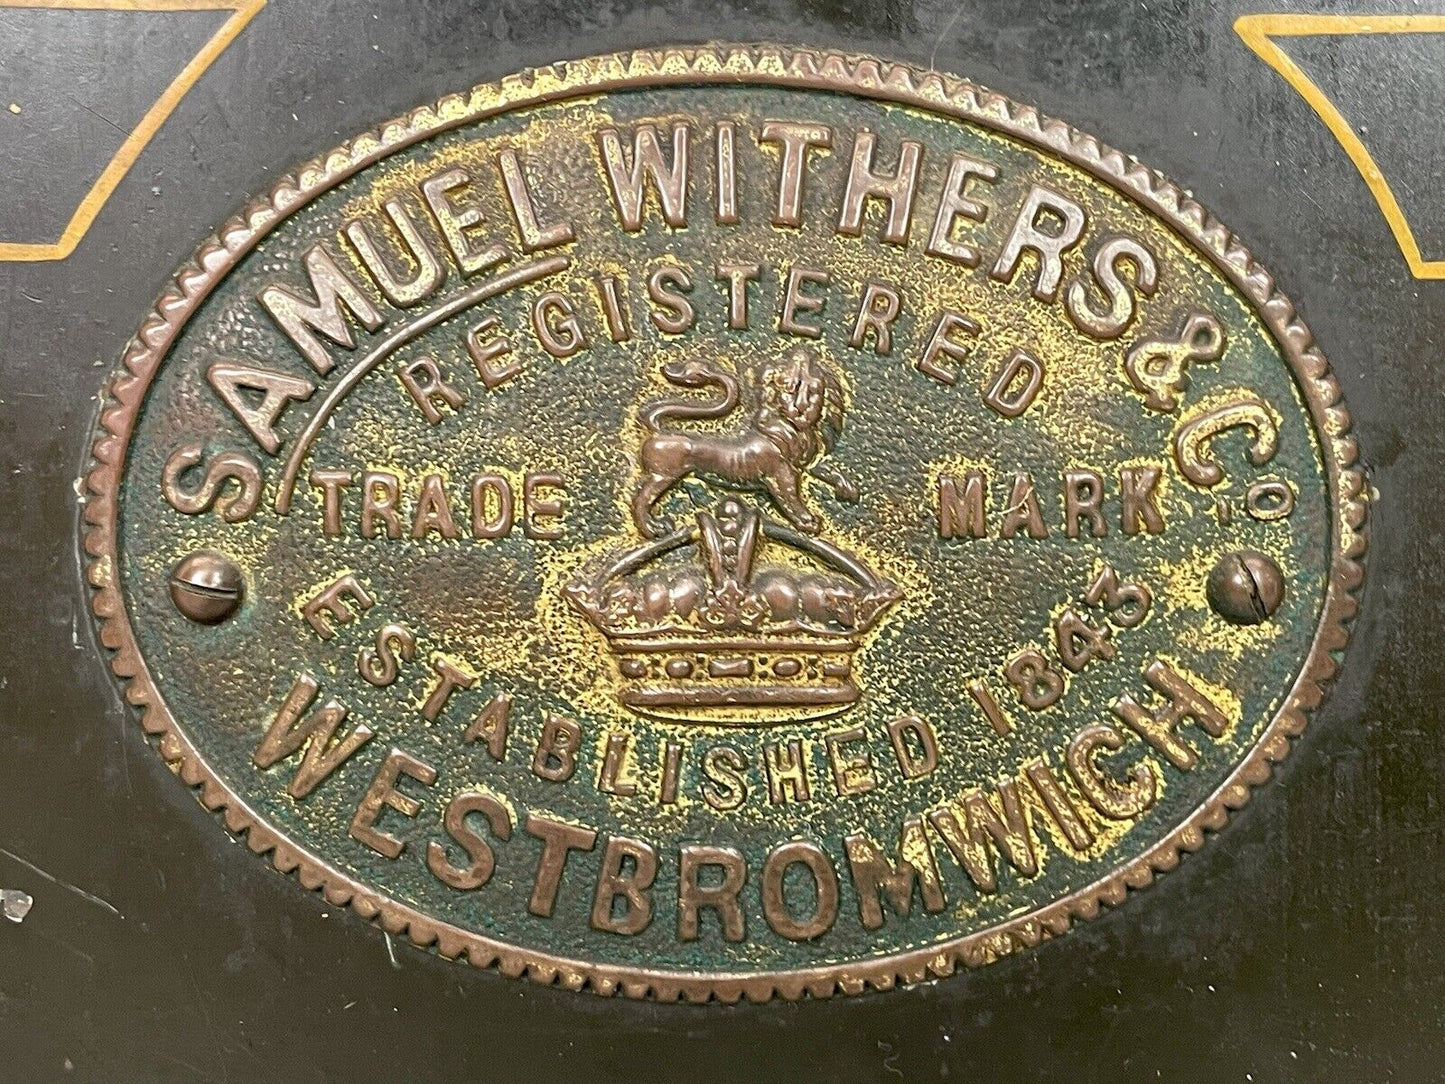 SAMUEL WITHERS & Co
REGISTERED
TRADE MARK
ESTABLISHED 1843
WESTBROMWICH